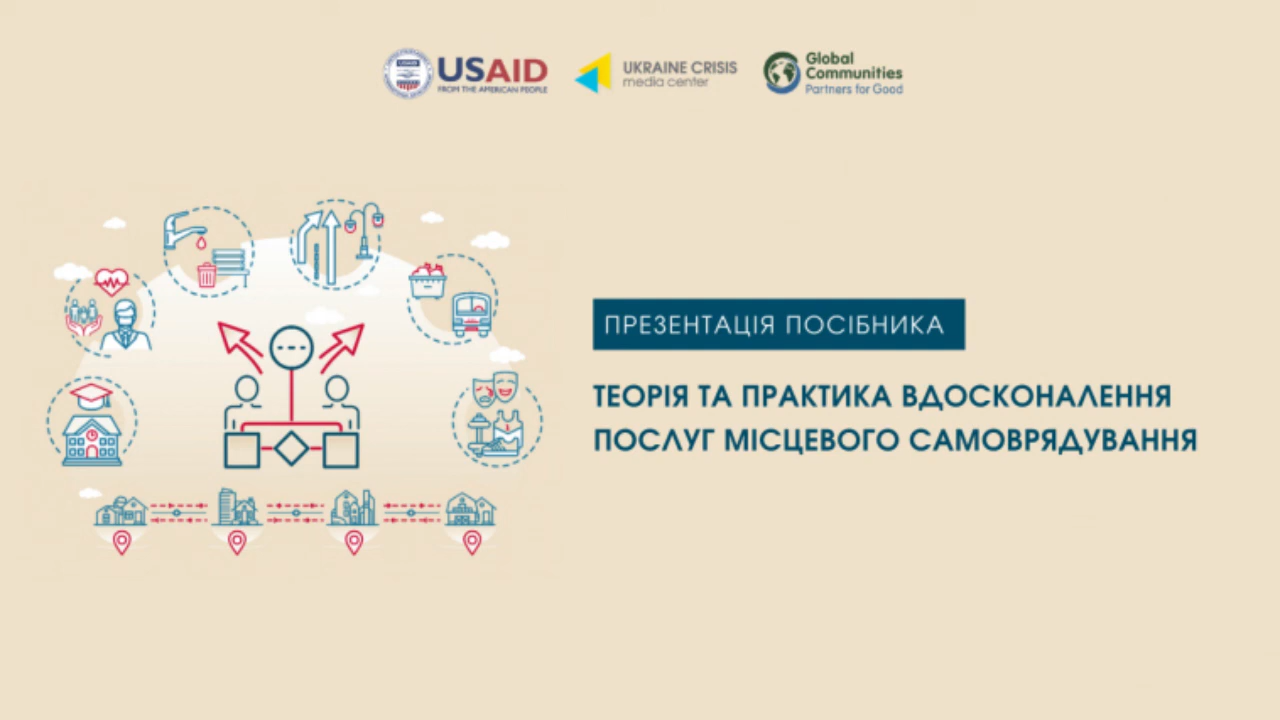 USAID
FROM THE AMERICAN PEOPLE
UKRAINE CRISIS
media center
Global
Communities
Partners for Good
ПРЕЗЕНТАЦІЯ ПОСІБНИКА
ТЕОРІЯ ТА ПРАКТИКА ВДОСКОНАЛЕННЯ
ПОСЛУГ МІСЦЕВОГО САМОВРЯДУВАННЯ